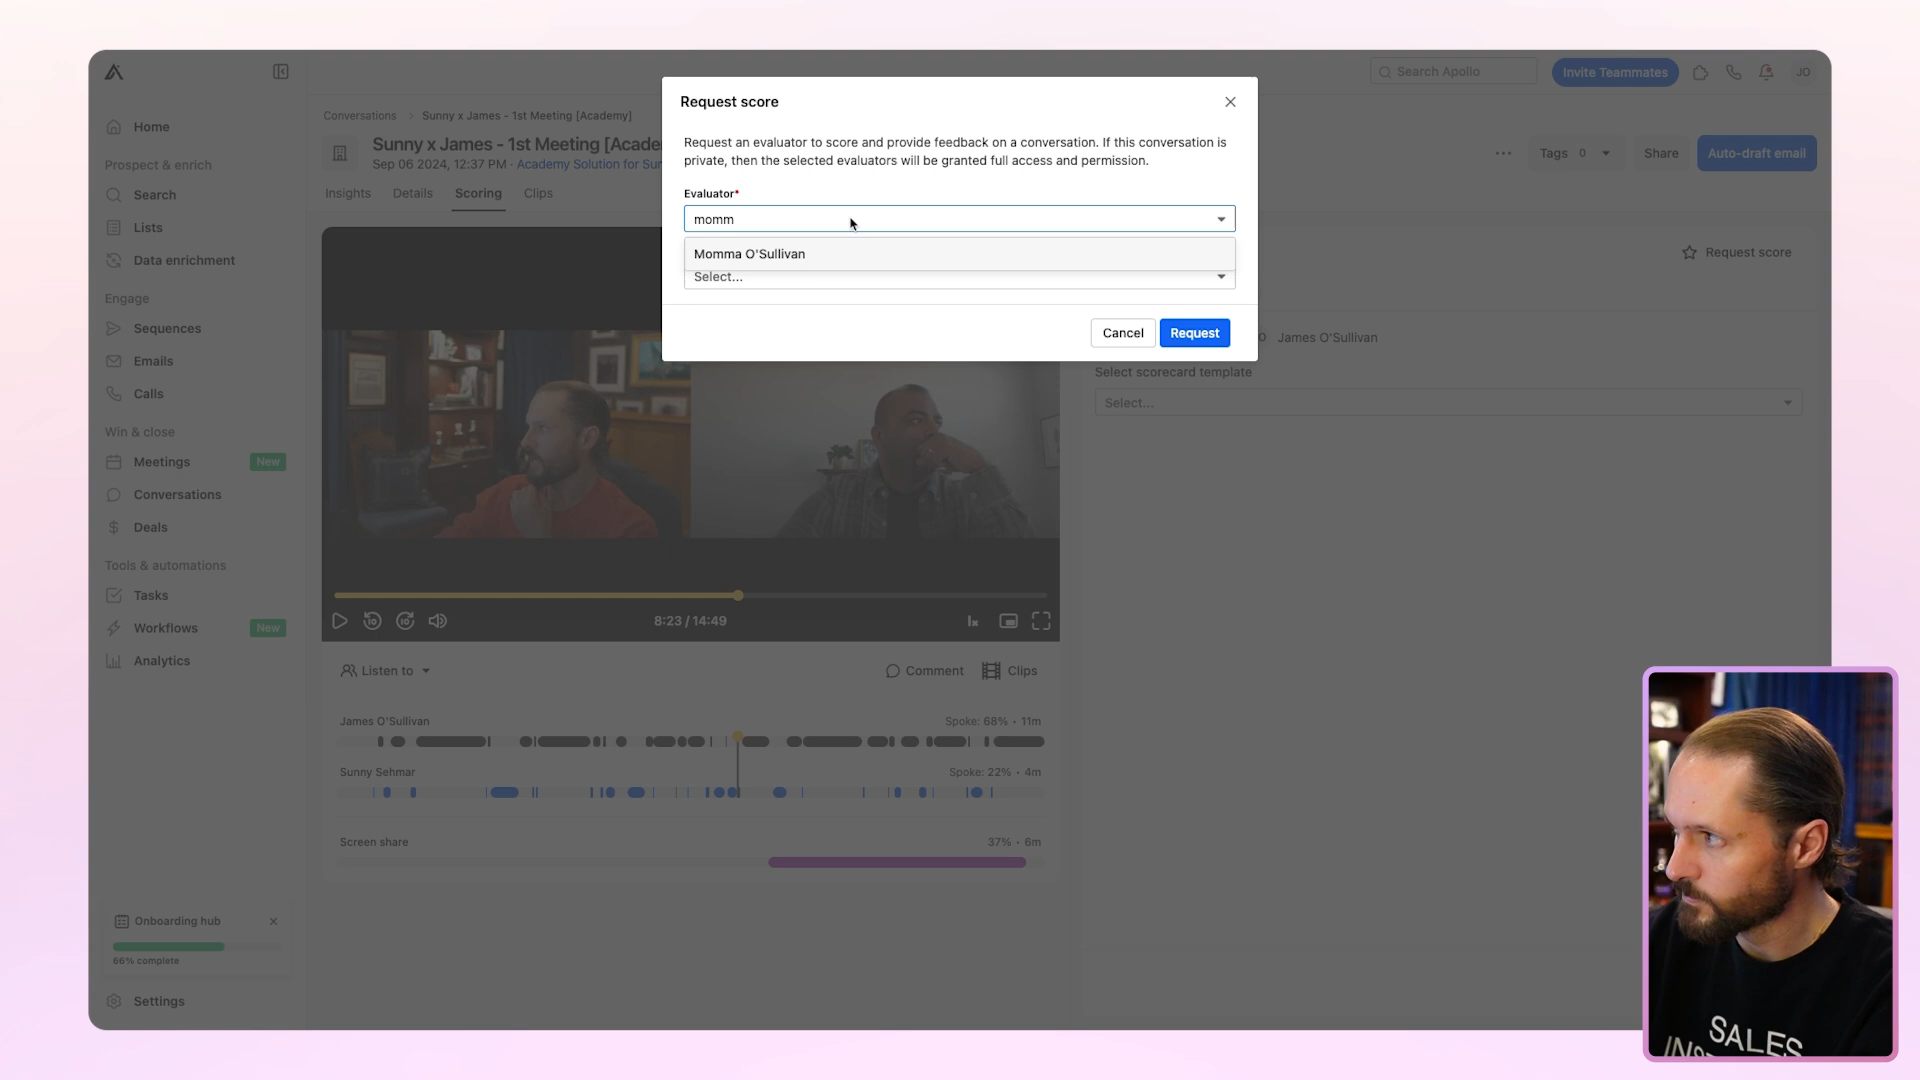 Search Apollo
Invite Teammates
JO
Home
Prospect & enrich
Search
Lists
Data enrichment
Engage
Sequences
Emails
Calls
Win & close
Meetings
New
Conversations
Deals
Tools & automations
Tasks
Workflows
New
Analytics
Onboarding hub
66% complete
Settings
Conversations > Sunny x James - 1st Meeting [Academy]
Sunny x James - 1st Meeting [Acade
Sep 06 2024, 12:37 PM · Academy Solution for Sur
Insights
Details
Scoring
Clips
Tags 0
Share
Auto-draft email
Request score
Request an evaluator to score and provide feedback on a conversation. If this conversation is
private, then the selected evaluators will be granted full access and permission.
Evaluator*
momm
Momma O'Sullivan
Select...
Cancel
Request
Request score
James O'Sullivan
Select scorecard template
Select...
10
10
8:23 / 14:49
1x
Listen to
Comment
Clips
James O'Sullivan
Spoke: 68% • 11m
Sunny Sehmar
Spoke: 22% • 4m
Screen share
37% • 6m
SALES